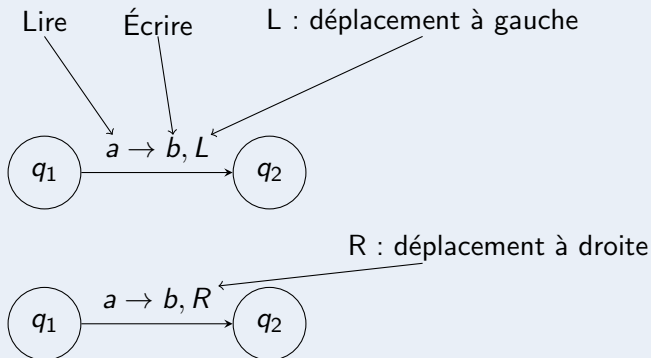 Lire Écrire L : déplacement à gauche
a → b, L
q₁ q₂
R : déplacement à droite
a → b, R
q₁ q₂